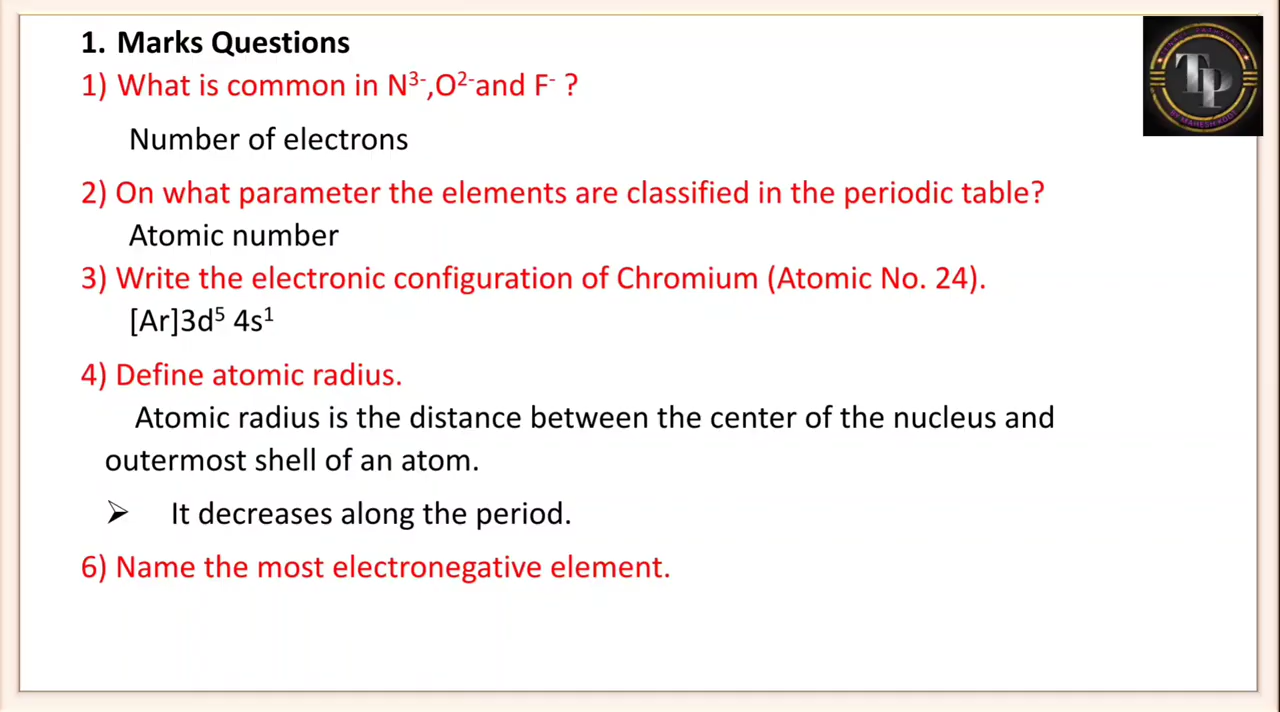 1. Marks Questions
1) What is common in N³⁻,O²⁻and F⁻ ?
Number of electrons
2) On what parameter the elements are classified in the periodic table?
Atomic number
3) Write the electronic configuration of Chromium (Atomic No. 24).
[Ar]3d⁵ 4s¹
4) Define atomic radius.
Atomic radius is the distance between the center of the nucleus and
outermost shell of an atom.
➢ It decreases along the period.
6) Name the most electronegative element.
TP